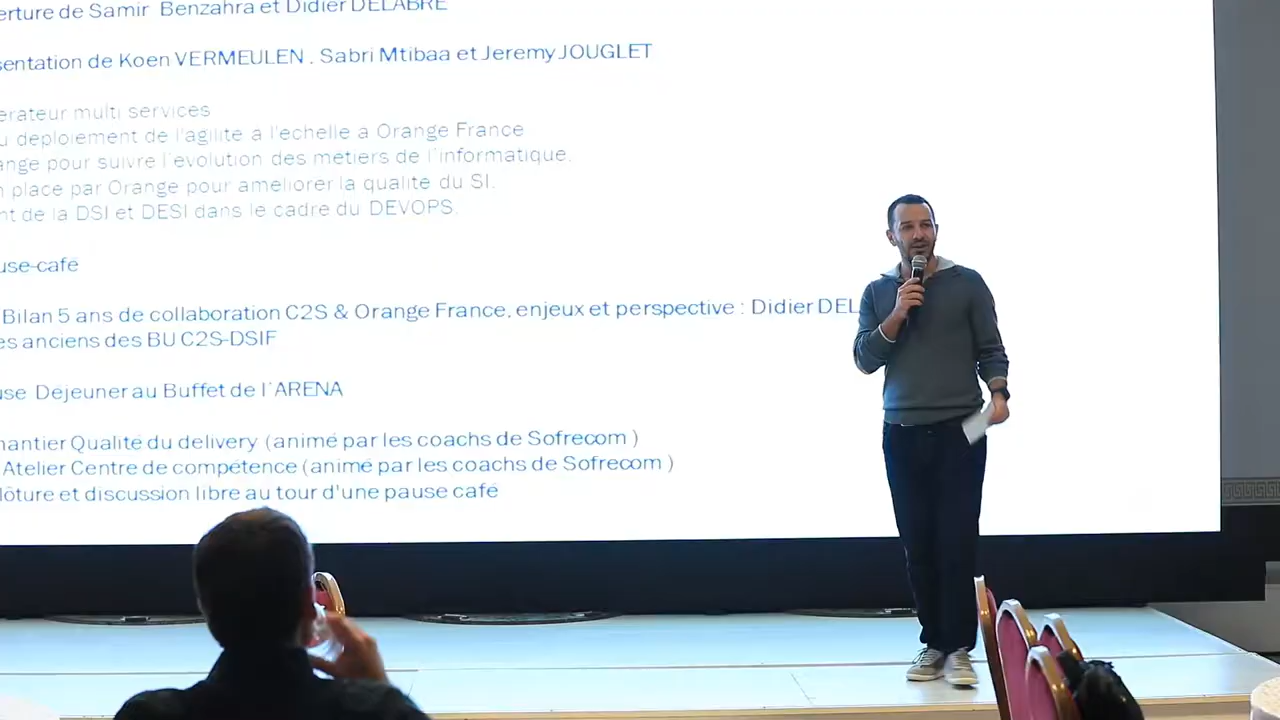 erture de Samir Benzahra et Didier DELABRE
sentation de Koen VERMEULEN , Sabri Mtibaa et Jeremy JOUGLET
erateur multi services
u deploiement de l'agilite a l'echelle a Orange France
ange pour suivre l'evolution des metiers de l'informatique.
n place par Orange pour ameliorer la qualite du SI.
nt de la DSI et DESI dans le cadre du DEVOPS.
use-cafe
Bilan 5 ans de collaboration C2S & Orange France, enjeux et perspective : Didier DEL
es anciens des BU C2S-DSIF
use Dejeuner au Buffet de l'ARENA
hantier Qualité du delivery (animé par les coachs de Sofrecom )
Atelier Centre de compétence (animé par les coachs de Sofrecom )
lôture et discussion libre au tour d'une pause café